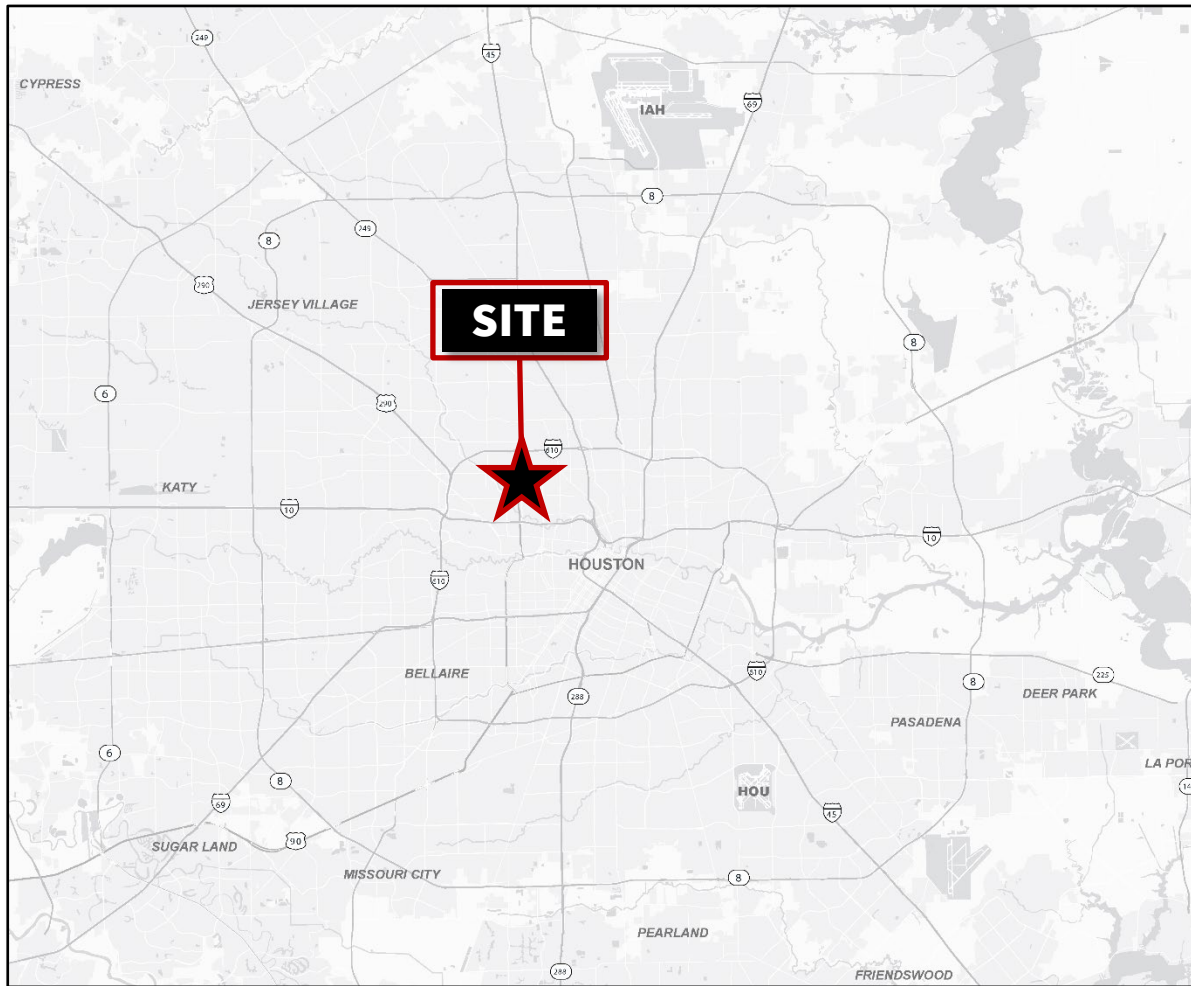 249
45
CYPRESS
69
IAH
8
249
8
290
JERSEY VILLAGE
SITE
8
6
290
610
KATY
10
10
HOUSTON
610
BELLAIRE
610
225
8
288
DEER PARK
PASADENA
6
LA POR
8
HOU
14
69
45
90
SUGAR LAND
MISSOURI CITY
8
PEARLAND
288
FRIENDSWOOD